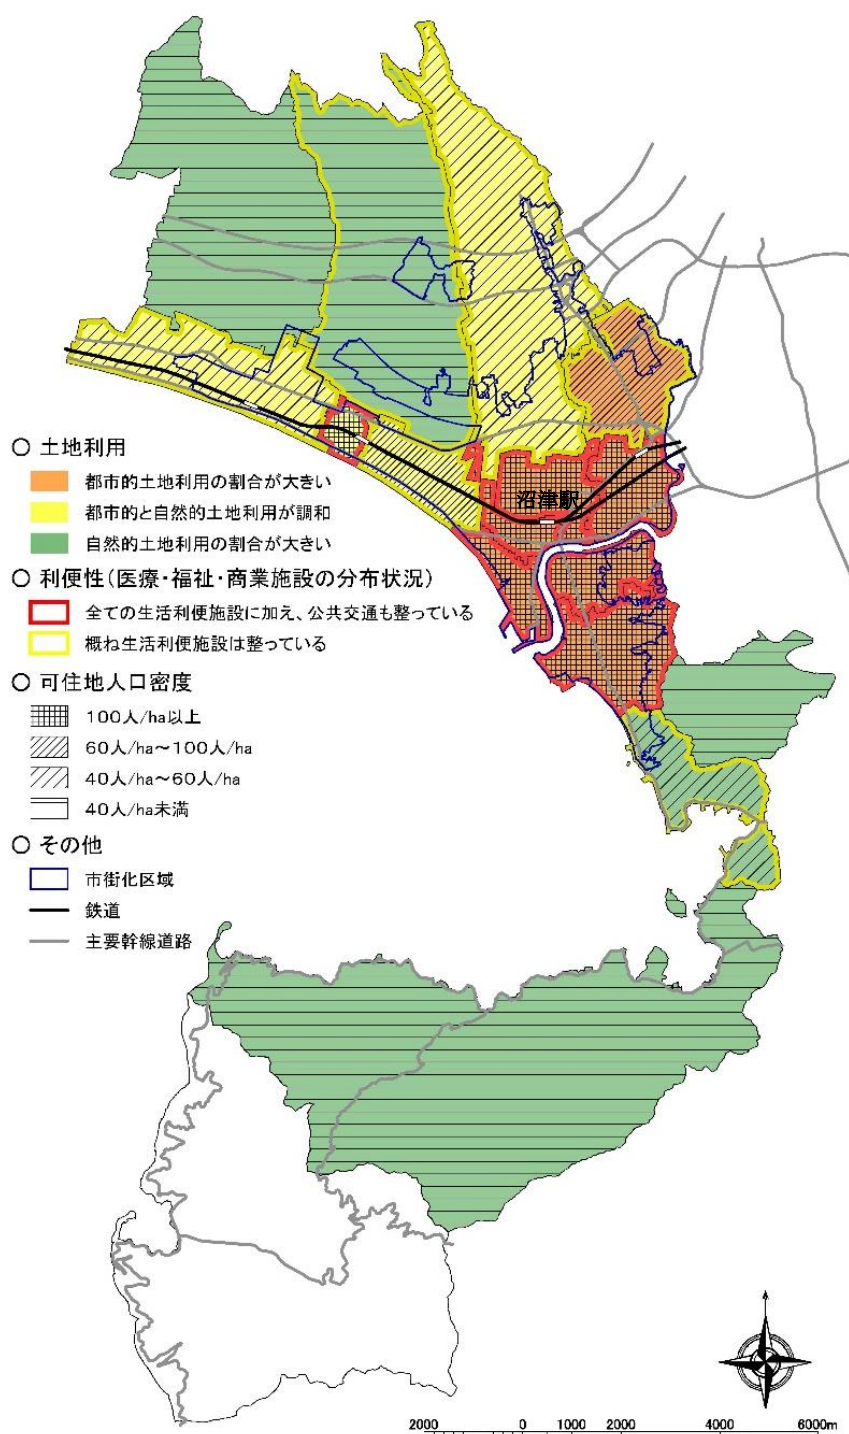 沼津駅
○ 土地利用
都市的土地利用の割合が大きい
都市的と自然的土地利用が調和
自然的土地利用の割合が大きい
○ 利便性(医療・福祉・商業施設の分布状況)
全ての生活利便施設に加え、公共交通も整っている
概ね生活利便施設は整っている
○ 可住地人口密度
100人/ha以上
60人/ha～100人/ha
40人/ha～60人/ha
40人/ha未満
○ その他
市街化区域
鉄道
主要幹線道路
2000 0 1000 2000 4000 6000m